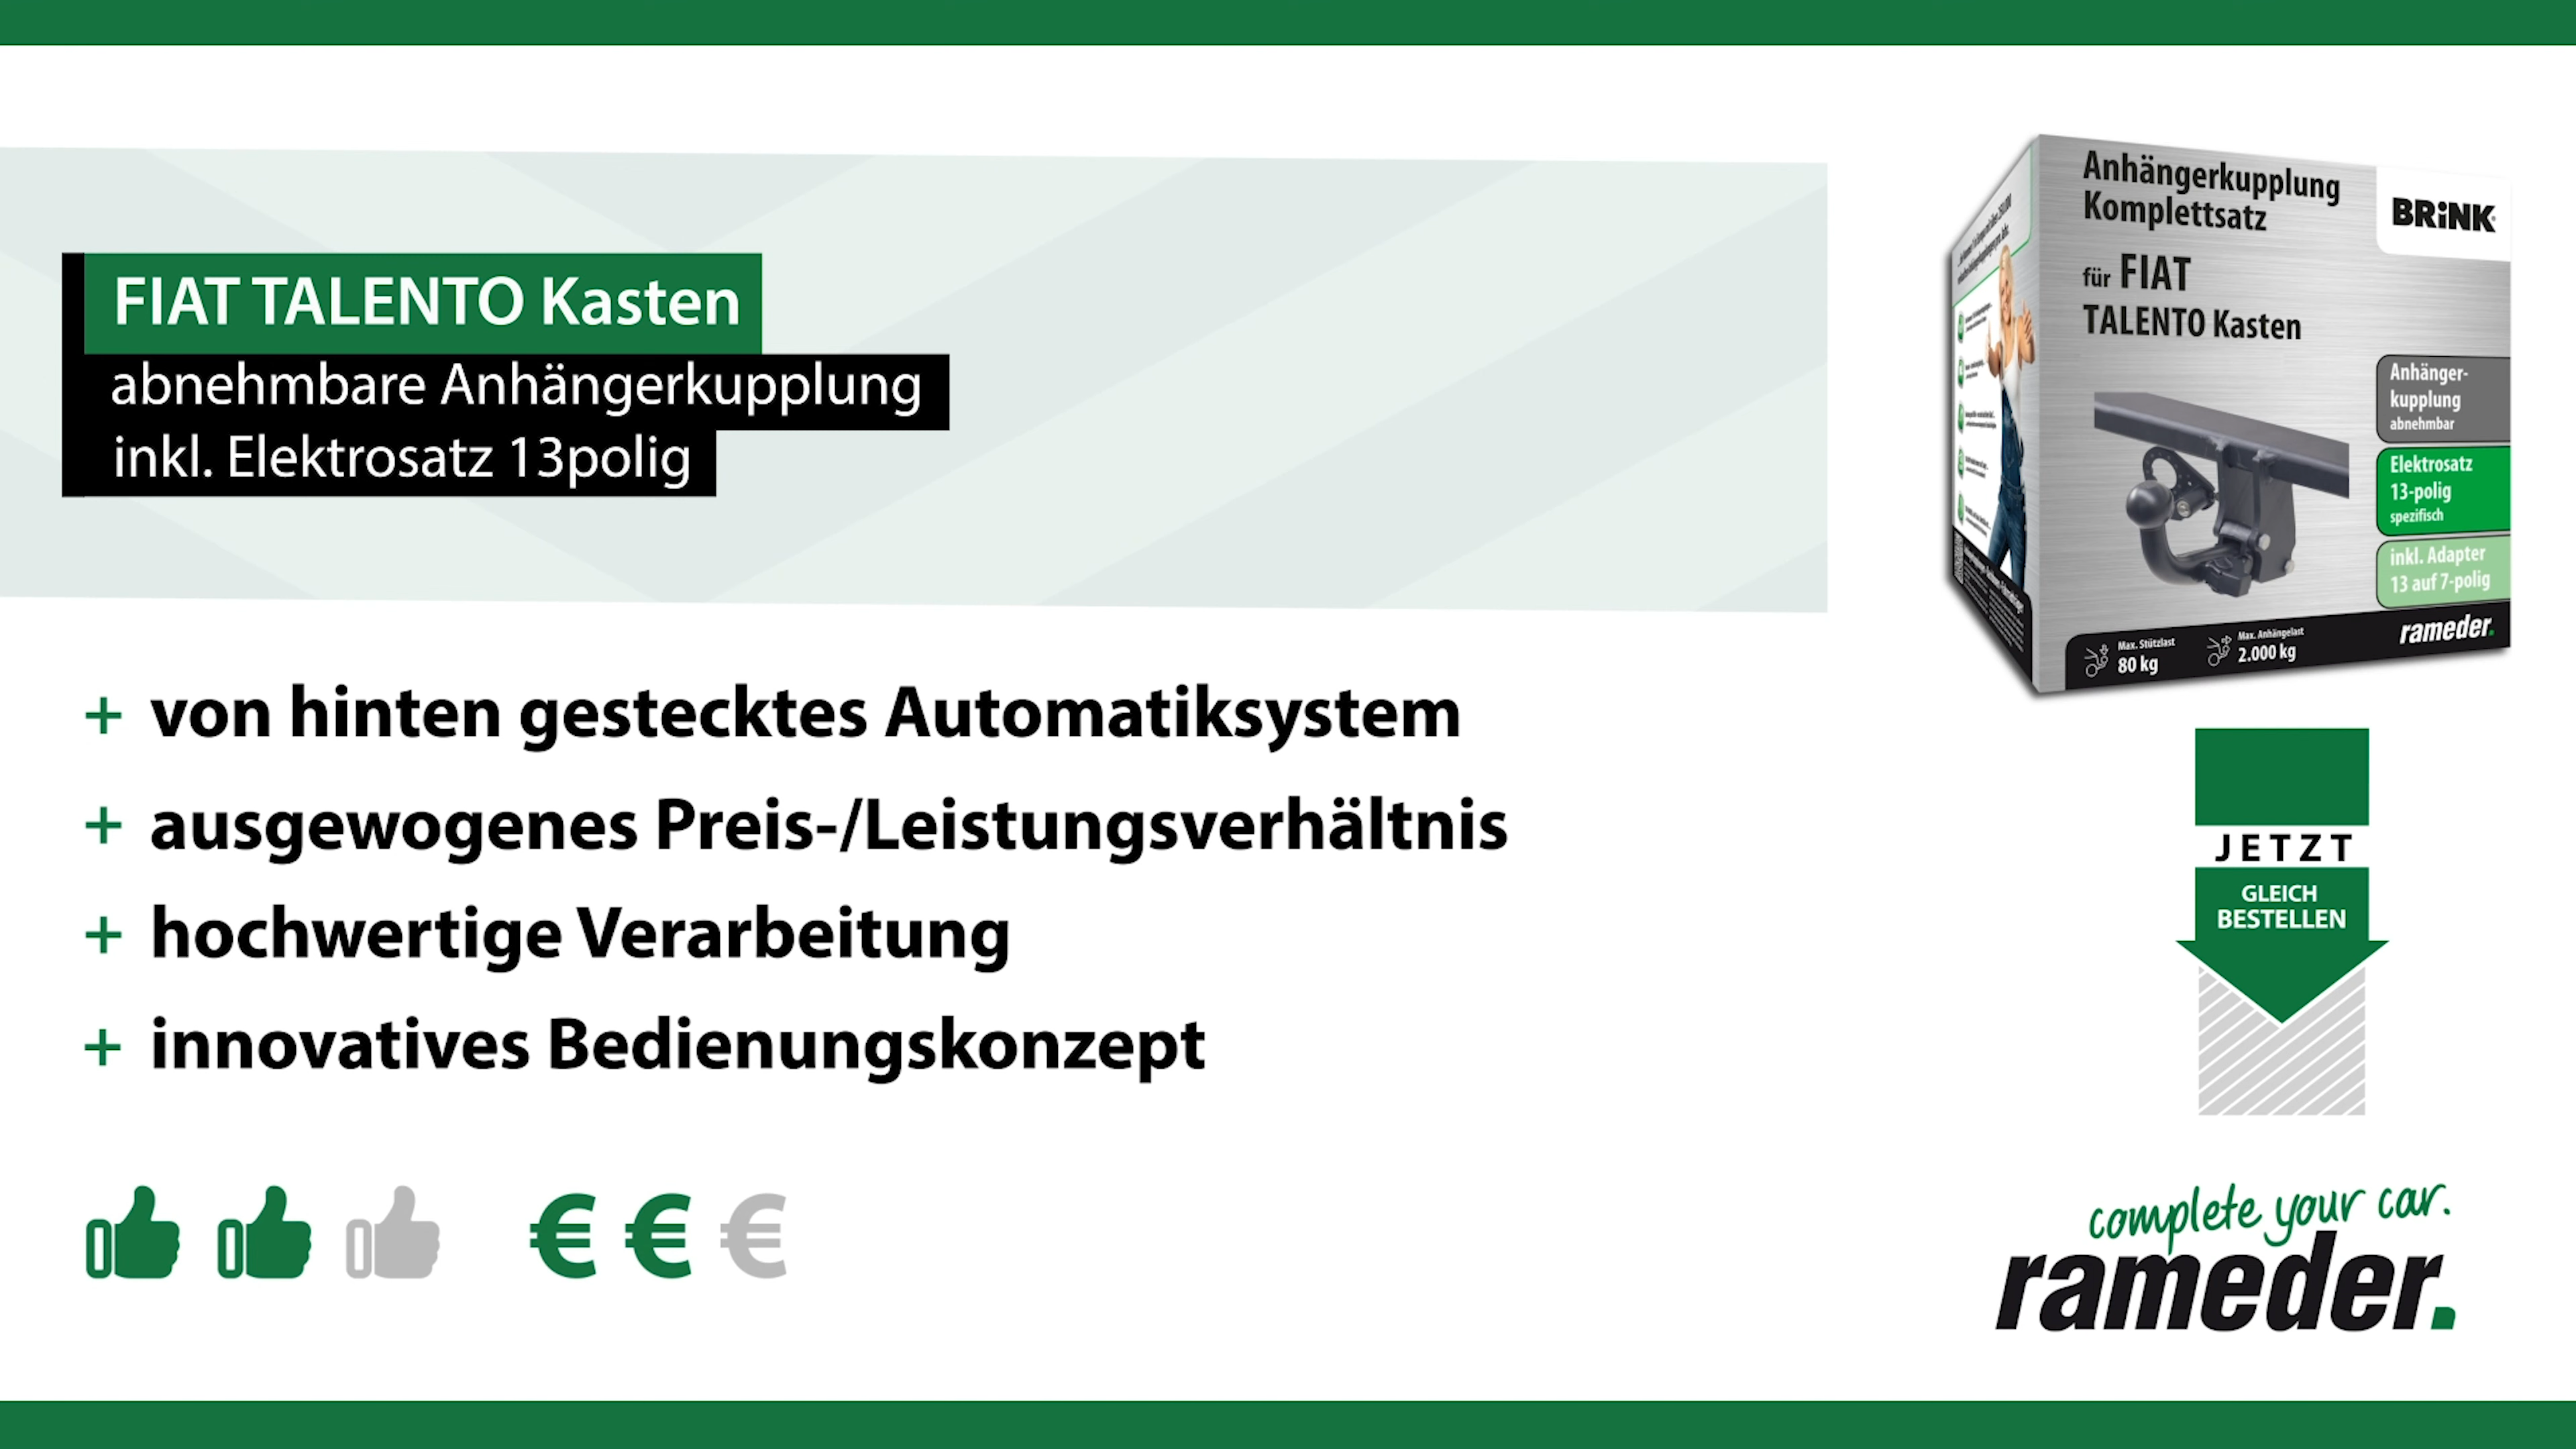 FIAT TALENTO Kasten
abnehmbare Anhängerkupplung
inkl. Elektrosatz 13polig
+ von hinten gestecktes Automatiksystem
+ ausgewogenes Preis-/Leistungsverhältnis
+ hochwertige Verarbeitung
+ innovatives Bedienungskonzept
€ € €
Anhängerkupplung
Komplettsatz
BRiNK
für FIAT
TALENTO Kasten
Anhänger-
kupplung
abnehmbar
Elektrosatz
13-polig
spezifisch
inkl. Adapter
13 auf 7-polig
Max. Stützlast
80 kg
Max. Anhängelast
2.000 kg
rameder.
JETZT
GLEICH
BESTELLEN
complete your car.
rameder.